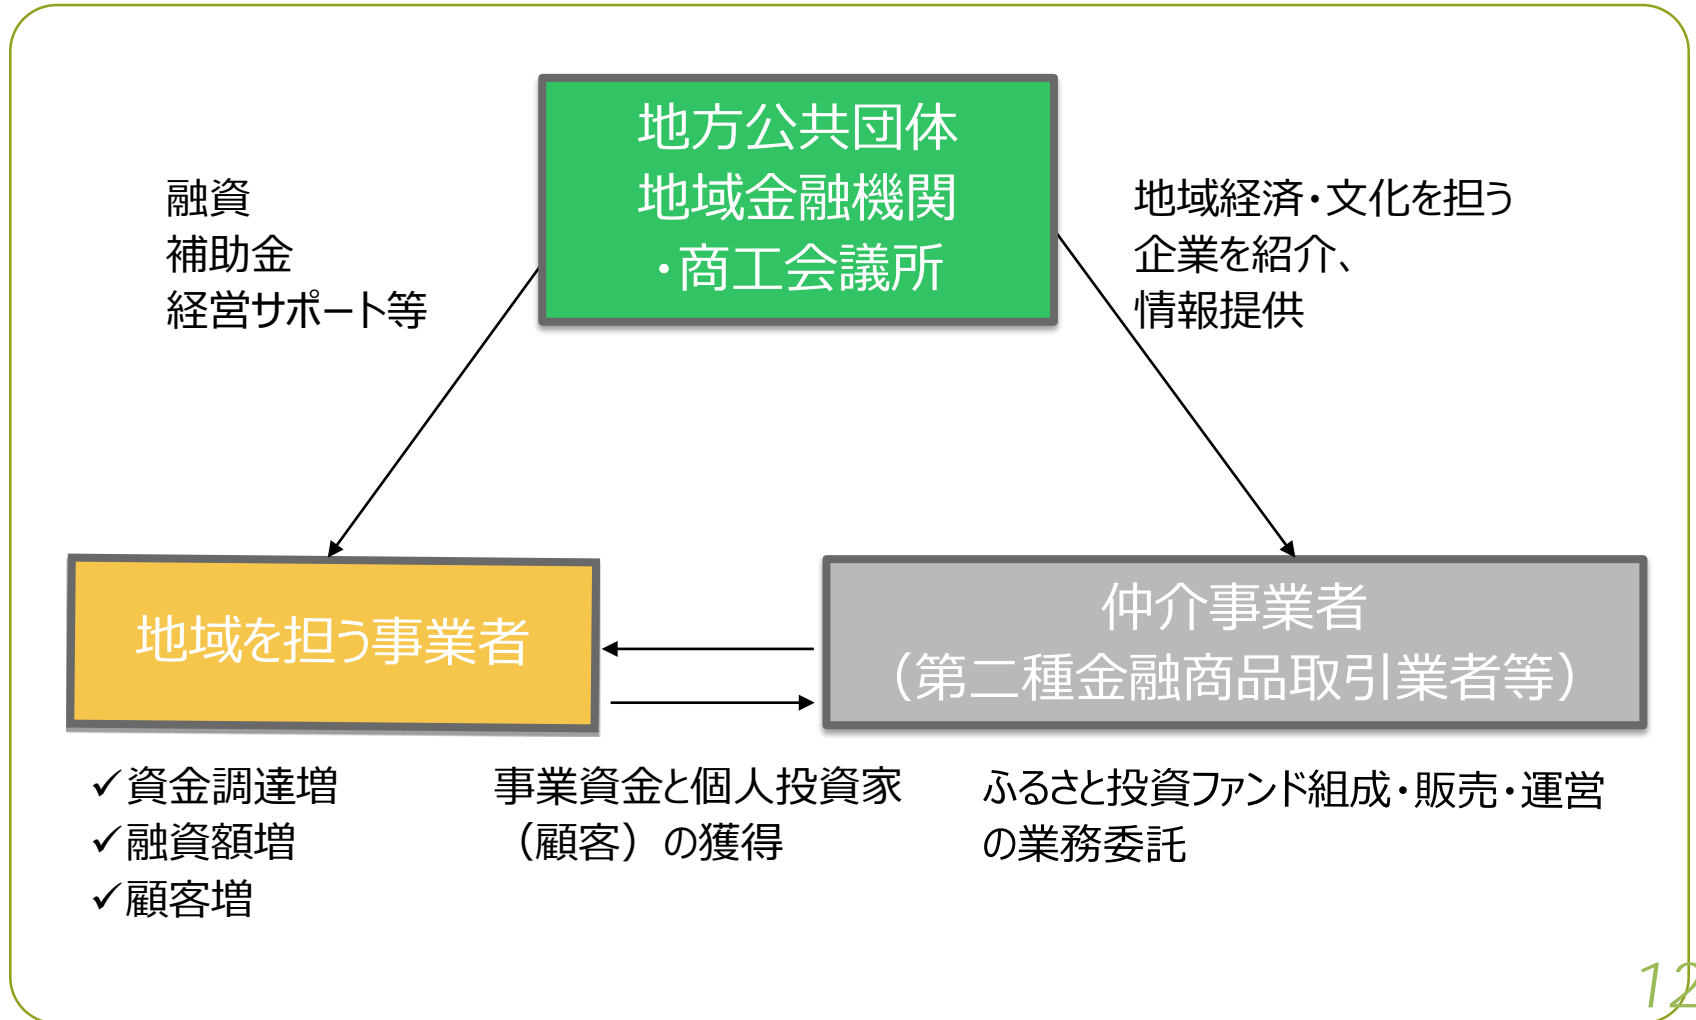 地方公共団体
地域金融機関
・商工会議所
融資
補助金
経営サポート等
地域経済・文化を担う
企業を紹介、
情報提供
地域を担う事業者
仲介事業者
（第二種金融商品取引業者等）
✓資金調達増
✓融資額増
✓顧客増
事業資金と個人投資家
（顧客）の獲得
ふるさと投資ファンド組成・販売・運営
の業務委託
12